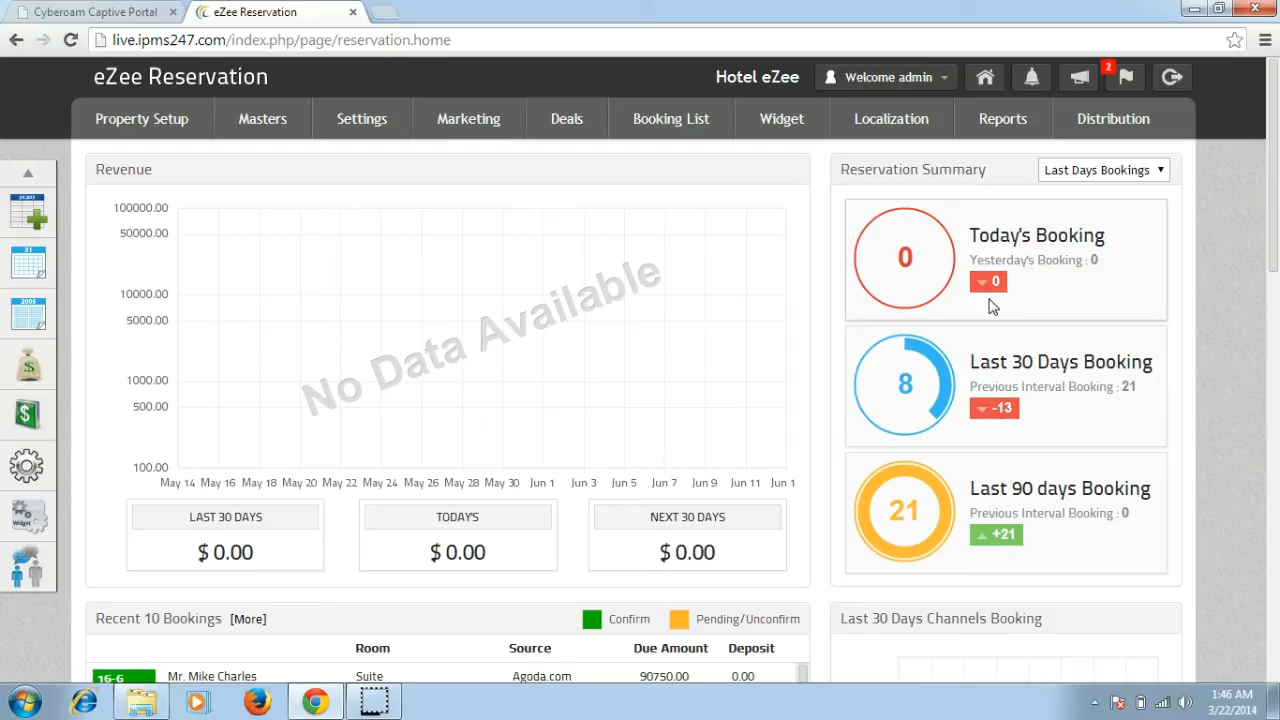 Cyberoam Captive Portal
eZee Reservation
live.ipms247.com/index.php/page/reservation.home
eZee Reservation
Hotel eZee
Welcome admin
2
Property Setup
Masters
Settings
Marketing
Deals
Booking List
Widget
Localization
Reports
Distribution
Revenue
100000.00
50000.00
10000.00
5000.00
1000.00
500.00
100.00
No Data Available
May 14 May 16 May 18 May 20 May 22 May 24 May 26 May 28 May 30 Jun 1 Jun 3 Jun 5 Jun 7 Jun 9 Jun 11 Jun 1
LAST 30 DAYS
$ 0.00
TODAY'S
$ 0.00
NEXT 30 DAYS
$ 0.00
Reservation Summary
Last Days Bookings
0
Today's Booking
Yesterday's Booking : 0
0
8
Last 30 Days Booking
Previous Interval Booking : 21
-13
21
Last 90 days Booking
Previous Interval Booking : 0
+21
31
2005
$
$
Widget
Recent 10 Bookings [More]
Confirm
Pending/Unconfirm
Room Source Due Amount Deposit
16-6 Mr. Mike Charles Suite Agoda.com 90750.00 0.00
Last 30 Days Channels Booking
1:46 AM
3/22/2014